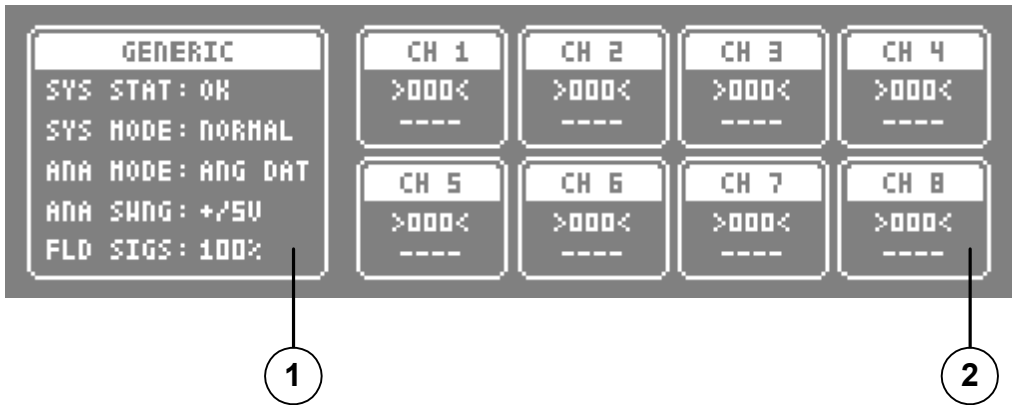 GENERIC
SYS STAT: OK
SYS MODE: NORMAL
ANA MODE: ANG DAT
ANA SWNG: +/5V
FLD SIGS: 100%
CH 1
>000<
----
CH 2
>000<
----
CH 3
>000<
----
CH 4
>000<
----
CH 5
>000<
----
CH 6
>000<
----
CH 7
>000<
----
CH 8
>000<
----
1
2